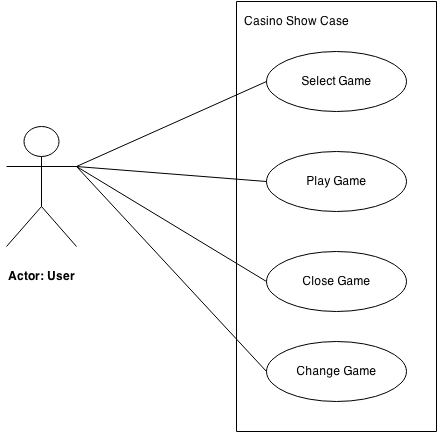 Casino Show Case
Select Game
Play Game
Actor: User
Close Game
Change Game